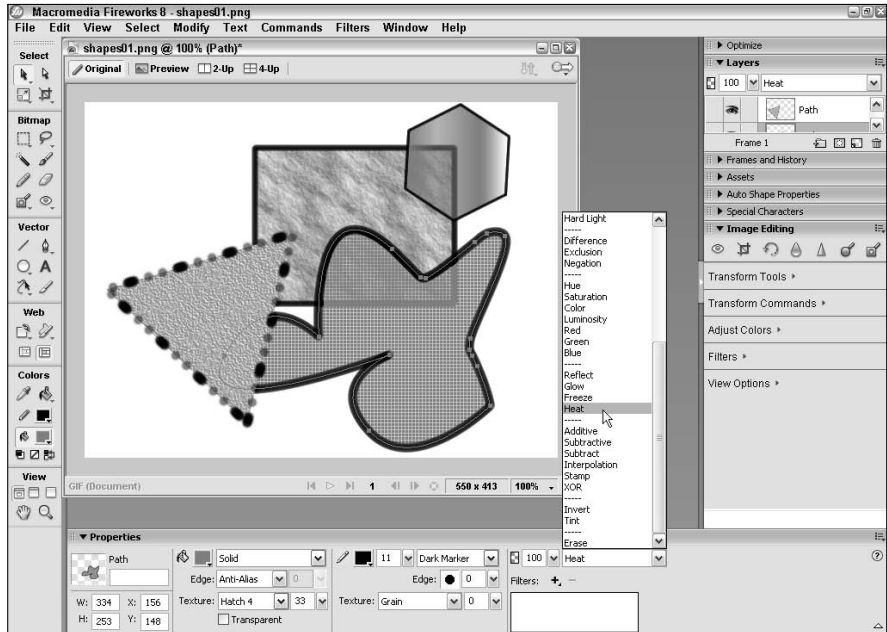 Macromedia Fireworks 8 - shapes01.png
File Edit View Select Modify Text Commands Filters Window Help
Select
Bitmap
Vector
A
Web
Colors
View
shapes01.png @ 100% (Path)*
Original Preview 2-Up 4-Up
GIF (Document)
1
550 x 413 100%
Hard Light
-----
Difference
Exclusion
Negation
-----
Hue
Saturation
Color
Luminosity
Red
Green
Blue
-----
Reflect
Glow
Freeze
Heat
-----
Additive
Subtractive
Subtract
Interpolation
Stamp
XOR
-----
Invert
Tint
-----
Erase
Optimize
Layers
100 Heat
Path
Frame 1
Frames and History
Assets
Auto Shape Properties
Special Characters
Image Editing
Transform Tools
Transform Commands
Adjust Colors
Filters
View Options
Properties
Path
W: 334 X: 156
H: 253 Y: 148
Solid
Edge: Anti-Alias 0
Texture: Hatch 4 33
Transparent
11 Dark Marker
Edge: 0
Texture: Grain 0
100 Heat
Filters: + -